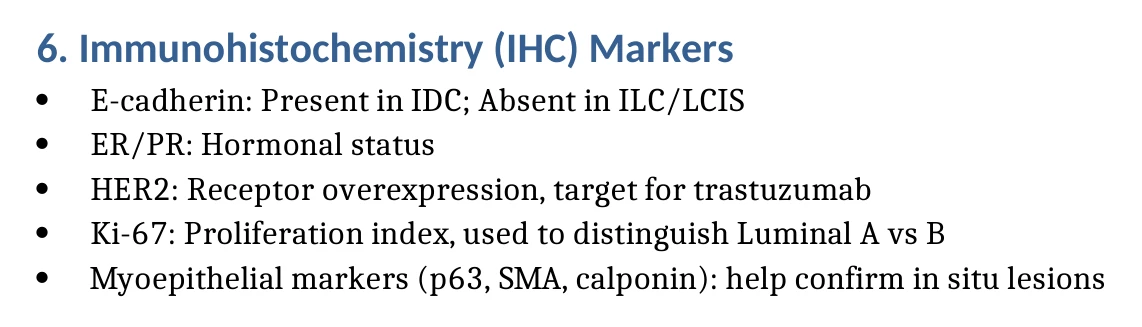 6. Immunohistochemistry (IHC) Markers
• E-cadherin: Present in IDC; Absent in ILC/LCIS
• ER/PR: Hormonal status
• HER2: Receptor overexpression, target for trastuzumab
• Ki-67: Proliferation index, used to distinguish Luminal A vs B
• Myoepithelial markers (p63, SMA, calponin): help confirm in situ lesions